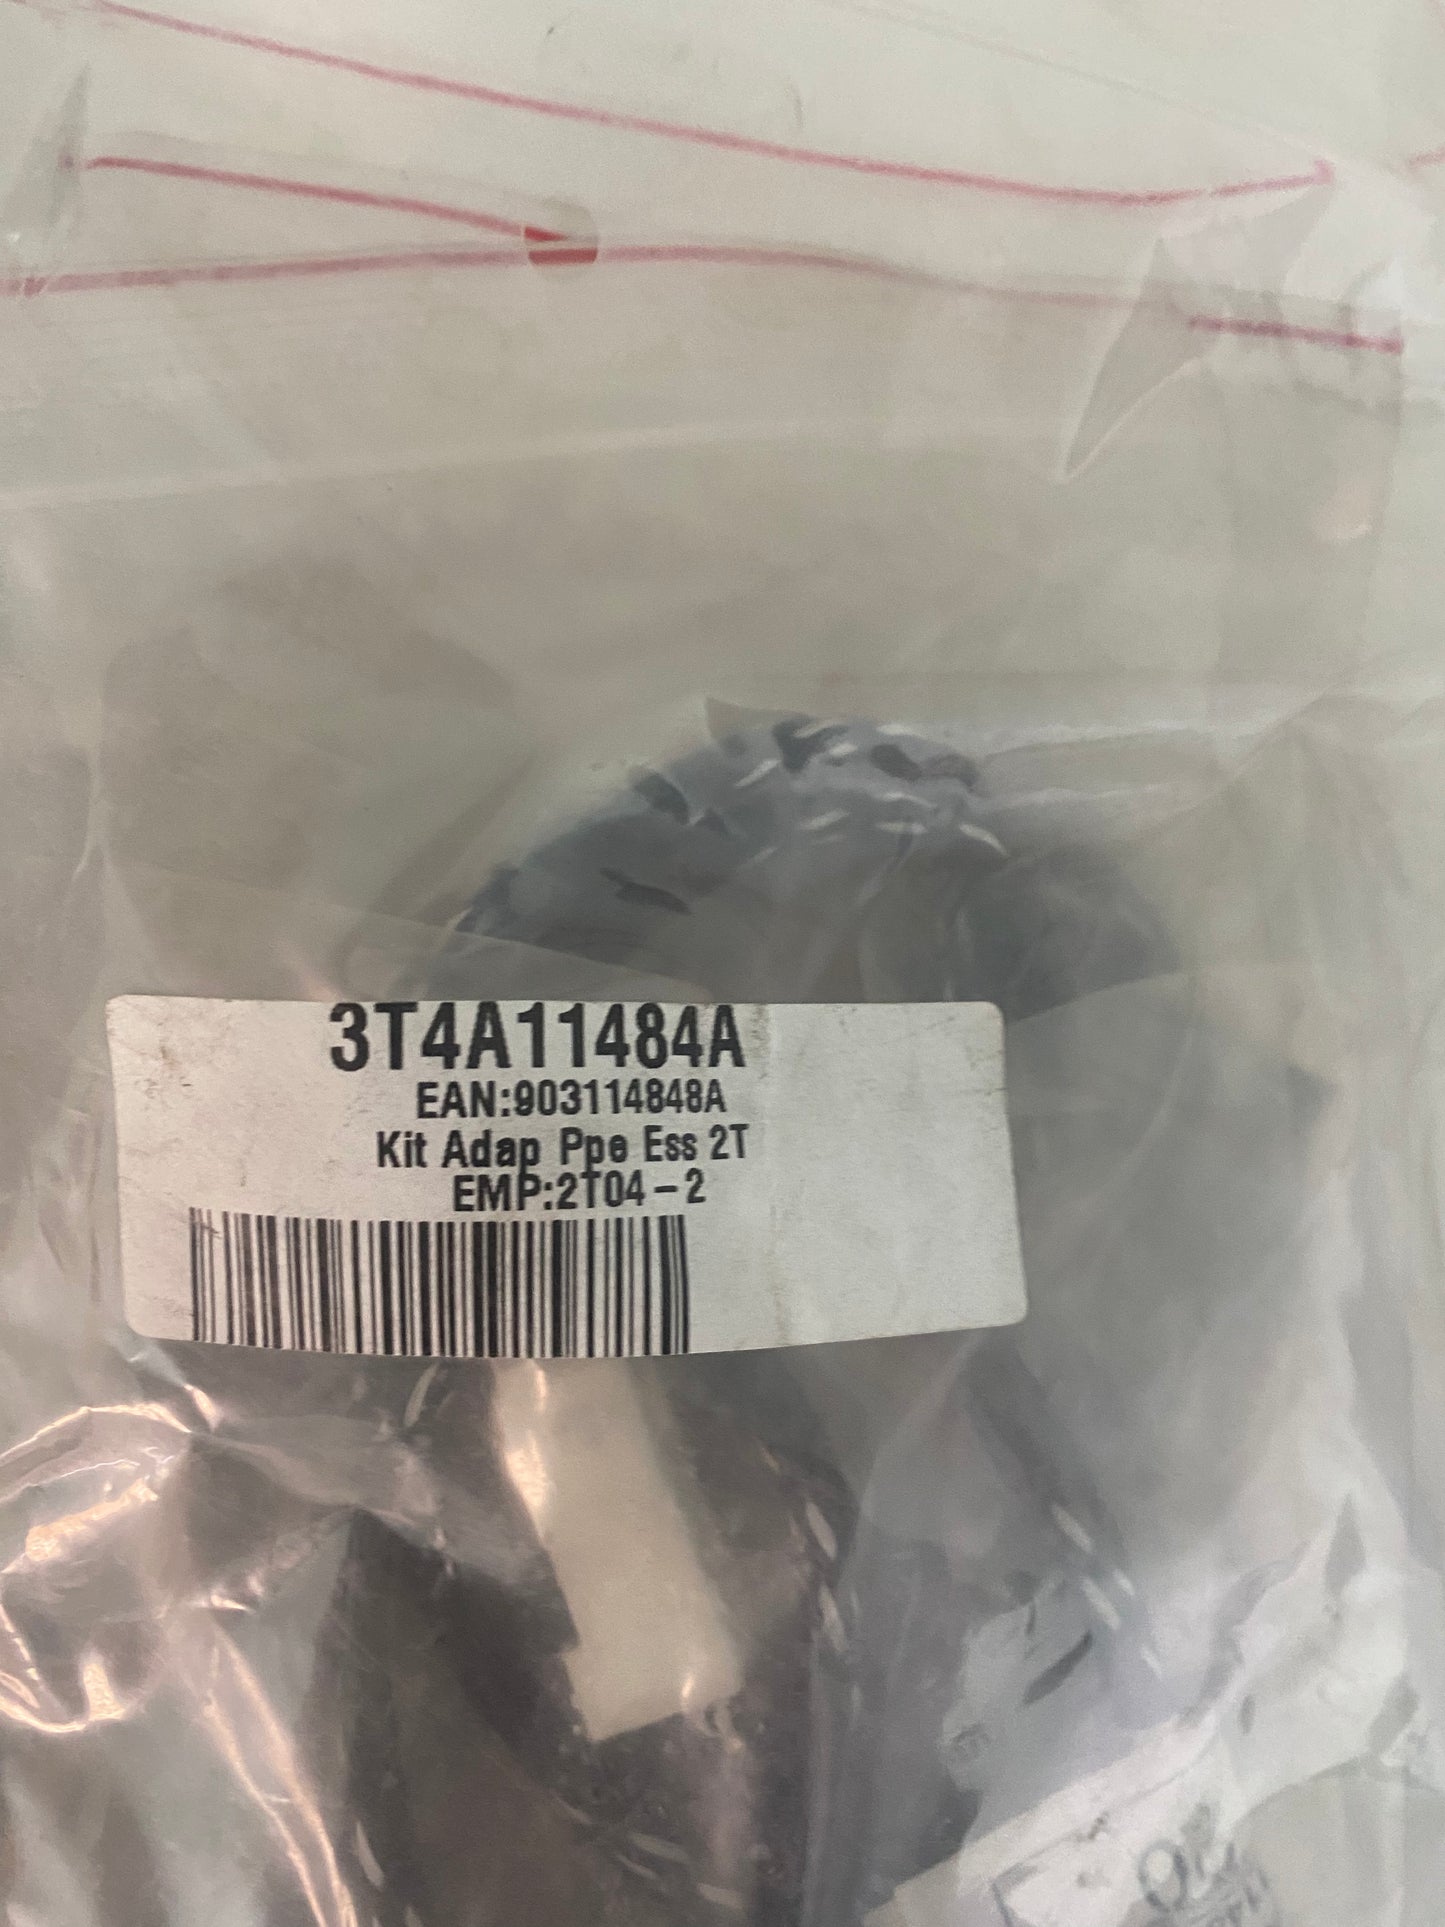 3T4A11484A
EAN:903114848A
Kit Adap Ppe Ess 2T
EMP:2T04-2